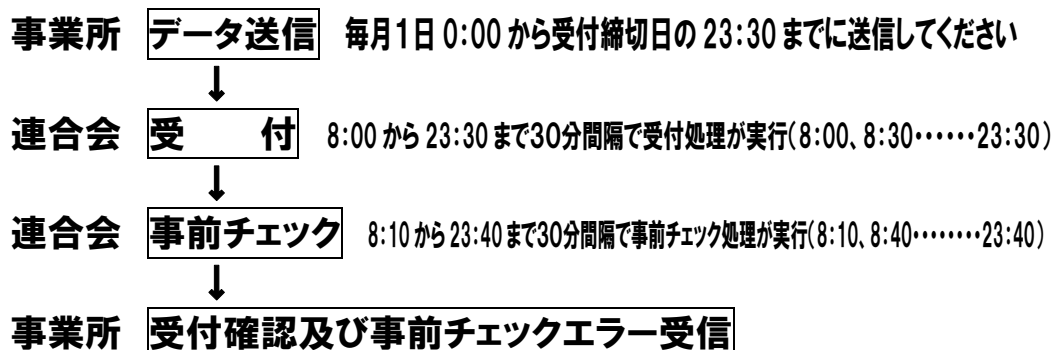 事業所 データ送信 毎月1日 0:00 から受付締切日の 23:30 までに送信してください
↓
連合会 受 付 8:00 から 23:30 まで30分間隔で受付処理が実行(8:00、8:30・・・・・・23:30)
↓
連合会 事前チェック 8:10 から 23:40 まで30分間隔で事前チェック処理が実行(8:10、8:40・・・・・・・・23:40)
↓
事業所 受付確認及び事前チェックエラー受信